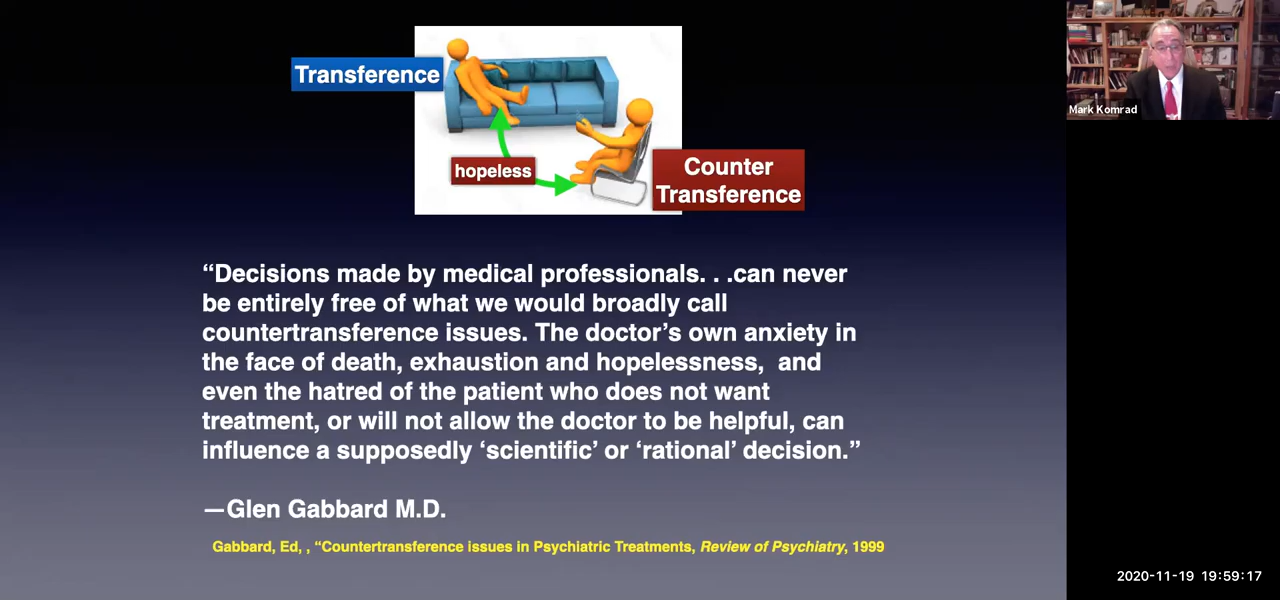 Transference
hopeless
Counter
Transference
Mark Komrad
“Decisions made by medical professionals. . .can never
be entirely free of what we would broadly call
countertransference issues. The doctor’s own anxiety in
the face of death, exhaustion and hopelessness,  and
even the hatred of the patient who does not want
treatment, or will not allow the doctor to be helpful, can
influence a supposedly ‘scientific’ or ‘rational’ decision.”
—Glen Gabbard M.D.
Gabbard, Ed, , “Countertransference issues in Psychiatric Treatments, Review of Psychiatry, 1999
2020-11-19 19:59:17